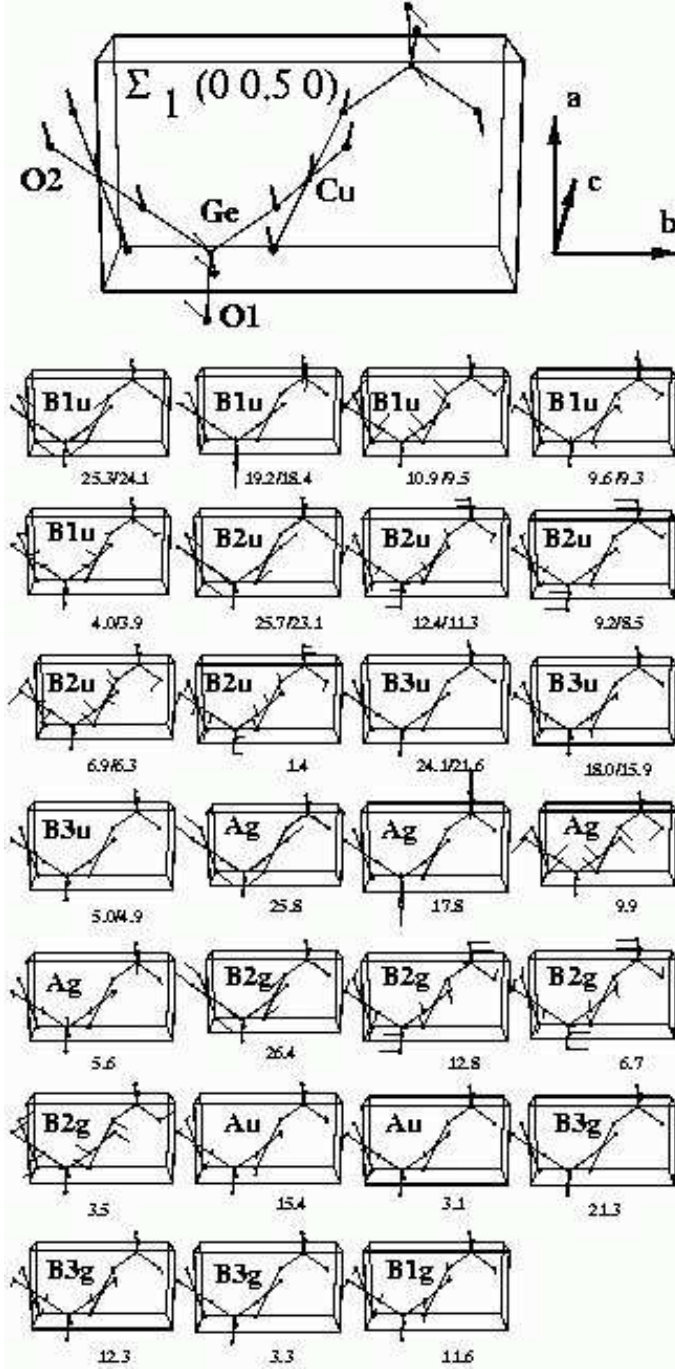 Σ 1 (0 0.5 0)
a
O2
c
Ge
Cu
b
O1
B1u B1u B1u B1u
25.3/24.1 19.2/18.4 10.9/9.5 9.6/9.3
B1u B2u B2u B2u
4.0/3.9 25.7/23.1 12.4/11.3 9.2/8.5
B2u B2u B3u B3u
6.9/6.3 1.4 24.1/21.6 18.0/15.9
B3u Ag Ag Ag
5.0/4.9 25.8 17.8 9.9
Ag B2g B2g B2g
5.6 26.4 12.8 6.7
B2g Au Au B3g
3.5 15.4 3.1 21.3
B3g B3g B1g
12.3 3.3 11.6